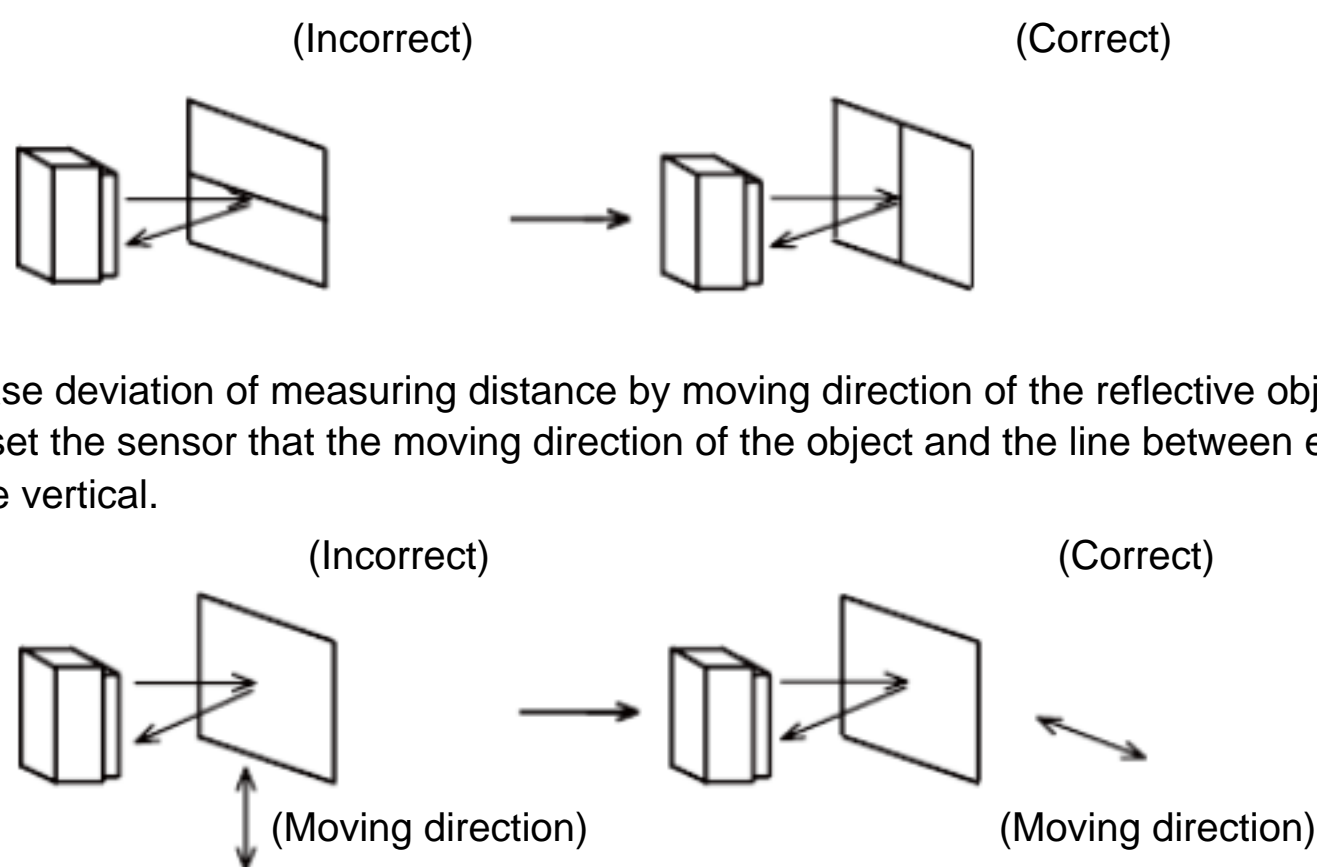 (Incorrect) (Correct)
se deviation of measuring distance by moving direction of the reflective obj
set the sensor that the moving direction of the object and the line between e
e vertical.
(Incorrect) (Correct)
(Moving direction) (Moving direction)